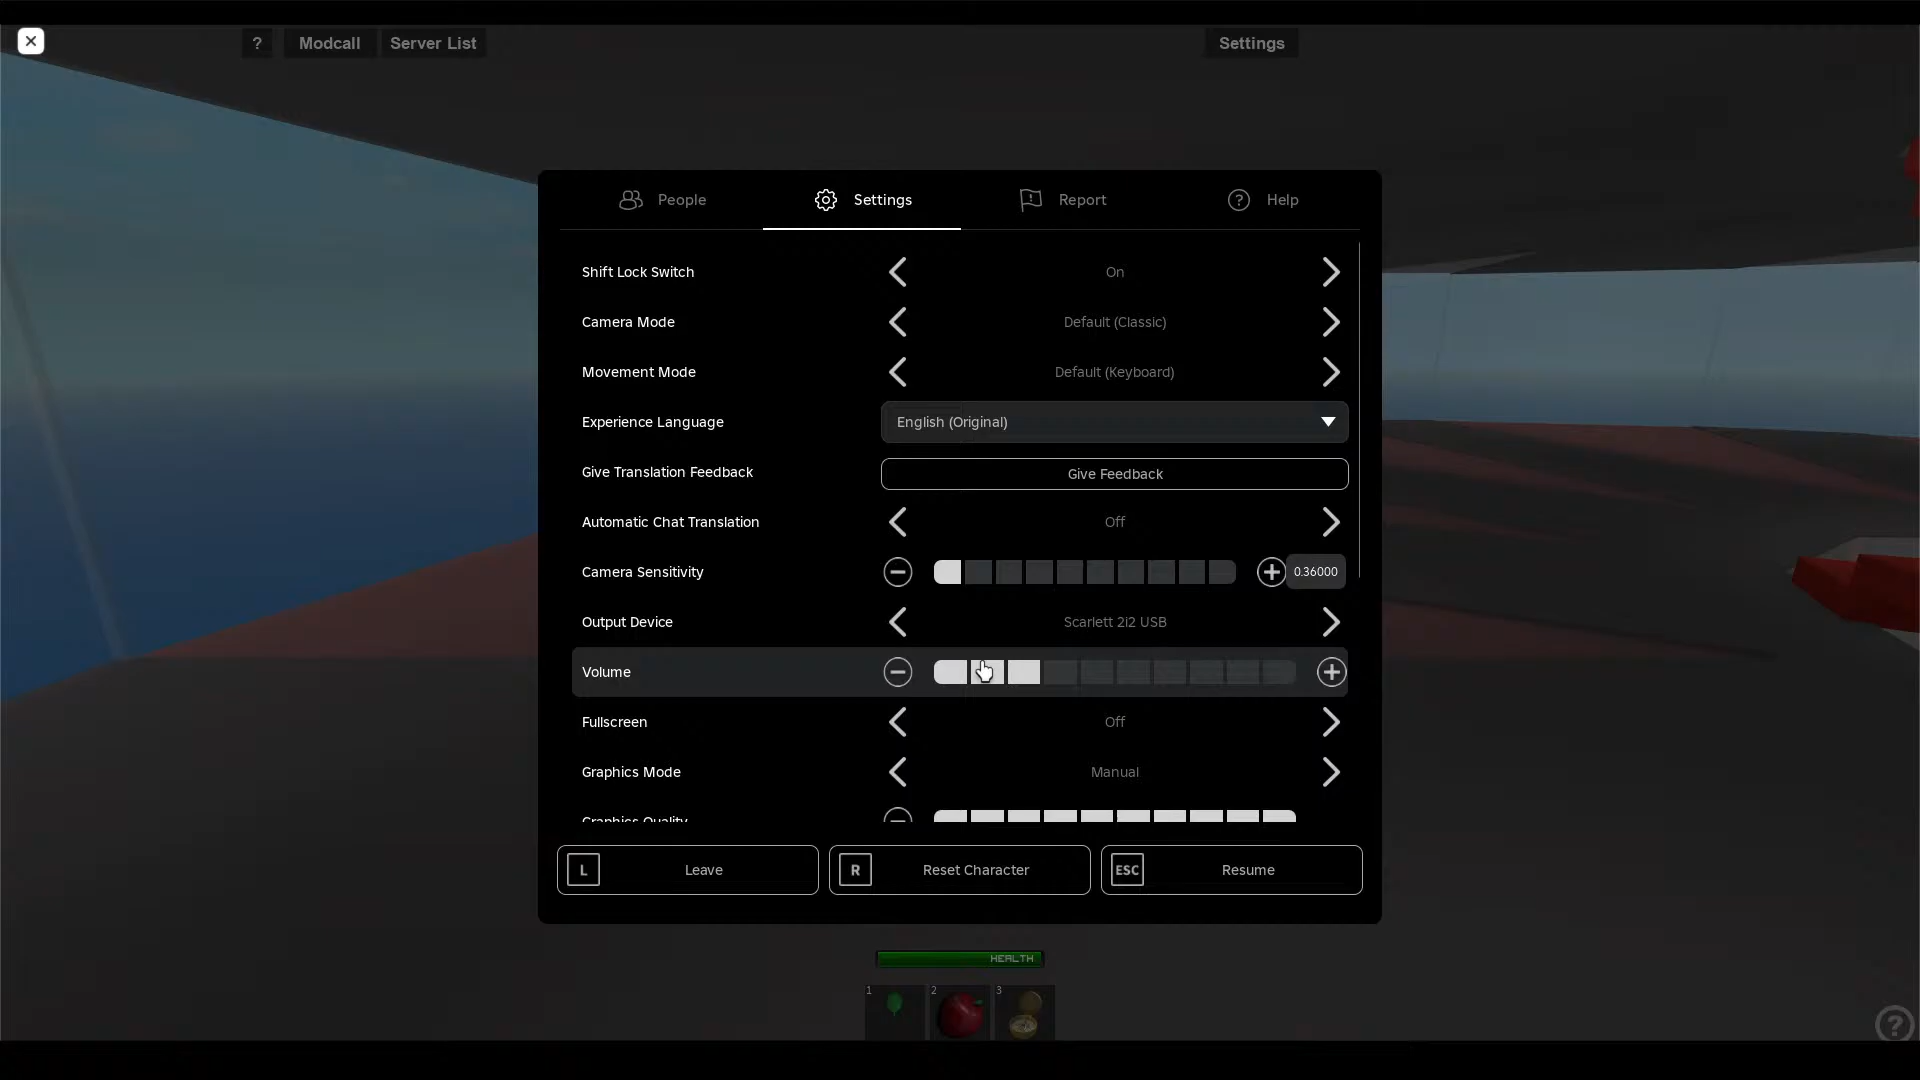 ? Modcall Server List Settings
People Settings Report Help
Shift Lock Switch On
Camera Mode Default (Classic)
Movement Mode Default (Keyboard)
Experience Language English (Original)
Give Translation Feedback Give Feedback
Automatic Chat Translation Off
Camera Sensitivity 0.36000
Output Device Scarlett 2i2 USB
Volume
Fullscreen Off
Graphics Mode Manual
Graphics Quality
L Leave R Reset Character ESC Resume
HEALTH
1 2 3
?